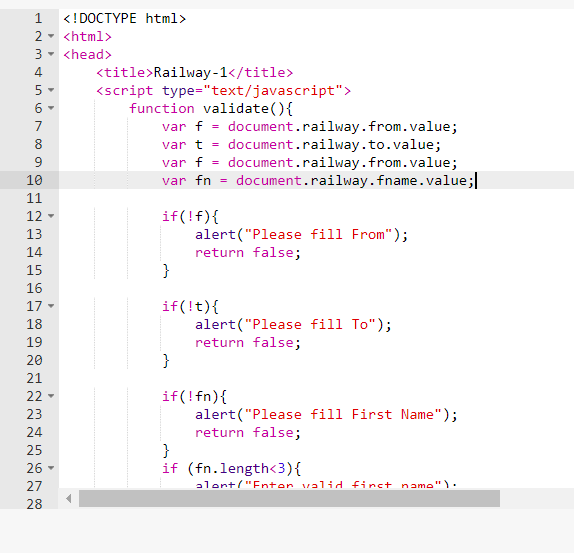 1 <!DOCTYPE html>
2 <html>
3 <head>
4 <title>Railway-1</title>
5 <script type="text/javascript">
6 function validate(){
7 var f = document.railway.from.value;
8 var t = document.railway.to.value;
9 var f = document.railway.from.value;
10 var fn = document.railway.fname.value;
11
12 if(!f){
13 alert("Please fill From");
14 return false;
15 }
16
17 if(!t){
18 alert("Please fill To");
19 return false;
20 }
21
22 if(!fn){
23 alert("Please fill First Name");
24 return false;
25 }
26 if (fn.length<3){
27 alert("Enter valid first name");
28